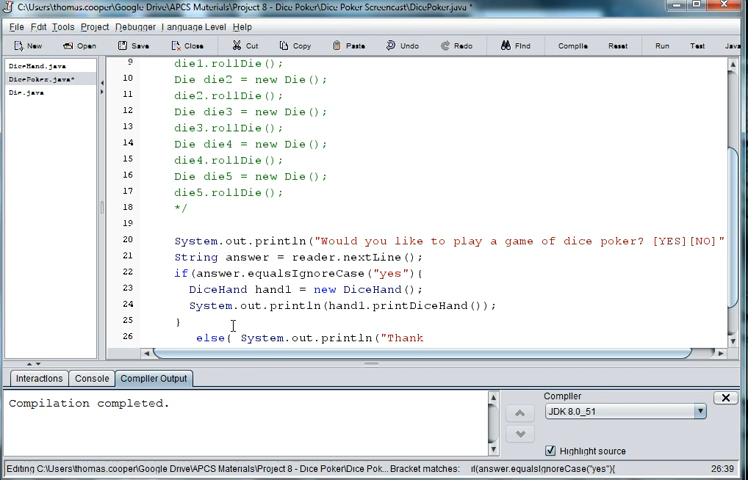 C:\Users\thomas.cooper\Google Drive\APCS Materials\Project 8 - Dice Poker\Dice Poker Screencast\DicePoker.java *
File Edit Tools Project Debugger Language Level Help
New Open Save Close Cut Copy Paste Undo Redo Find Compile Reset Run Test Java
DiceHand.java
DicePoker.java*
Die.java
9 die1.rollDie();
10 Die die2 = new Die();
11 die2.rollDie();
12 Die die3 = new Die();
13 die3.rollDie();
14 Die die4 = new Die();
15 die4.rollDie();
16 Die die5 = new Die();
17 die5.rollDie();
18 */
19
20 System.out.println("Would you like to play a game of dice poker? [YES][NO]"
21 String answer = reader.nextLine();
22 if(answer.equalsIgnoreCase("yes"){
23 DiceHand hand1 = new DiceHand();
24 System.out.println(hand1.printDiceHand());
25 }
26 else{ System.out.println("Thank
Interactions Console Compiler Output
Compilation completed.
Compiler
JDK 8.0_51
Highlight source
Editing C:\Users\thomas.cooper\Google Drive\APCS Materials\Project 8 - Dice Poker\Dice Pok... Bracket matches: if(answer.equalsIgnoreCase("yes"){ 26:39